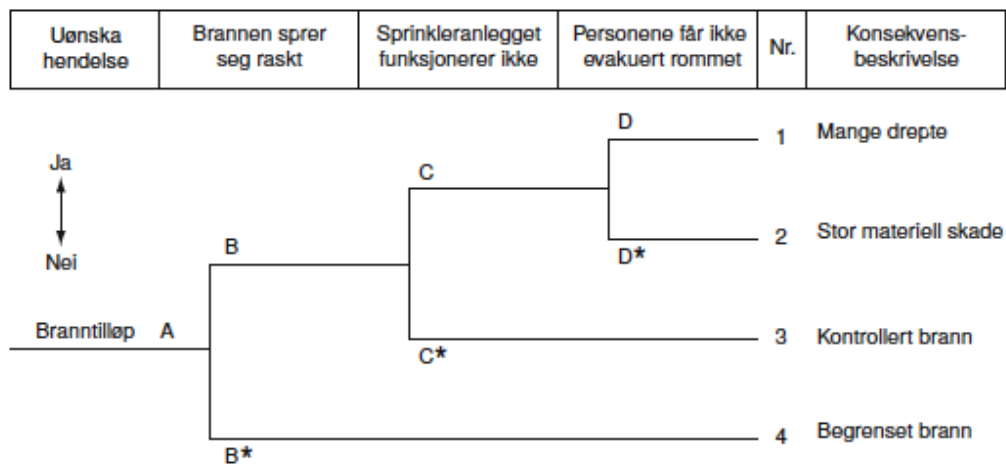 Uønska
hendelse
Brannen sprer
seg raskt
Sprinkleranlegget
funksjonerer ikke
Personene får ikke
evakuert rommet
Nr.
Konsekvens-
beskrivelse
D
1
Mange drepte
Ja
C
Nei
B
D*
2
Stor materiell skade
Branntilløp A
C*
3
Kontrollert brann
B*
4
Begrenset brann